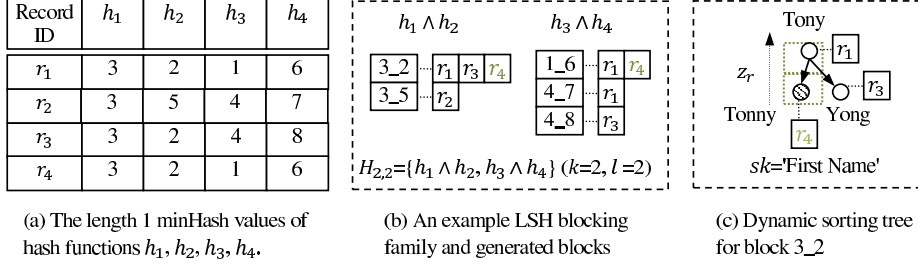 Record ID h₁ h₂ h₃ h₄
r₁ 3 2 1 6
r₂ 3 5 4 7
r₃ 3 2 4 8
r₄ 3 2 1 6
(a) The length 1 minHash values of
hash functions h₁, h₂, h₃, h₄.
h₁ ∧ h₂
3_2 r₁ r₃ r₄
3_5 r₂
h₃ ∧ h₄
1_6 r₁ r₄
4_7 r₁
4_8 r₃
H₂,₂={h₁ ∧ h₂, h₃ ∧ h₄} (k=2, l =2)
(b) An example LSH blocking
family and generated blocks
Tony
r₁
zᵣ
r₃
Tonny Yong
r₄
sk='First Name'
(c) Dynamic sorting tree
for block 3_2